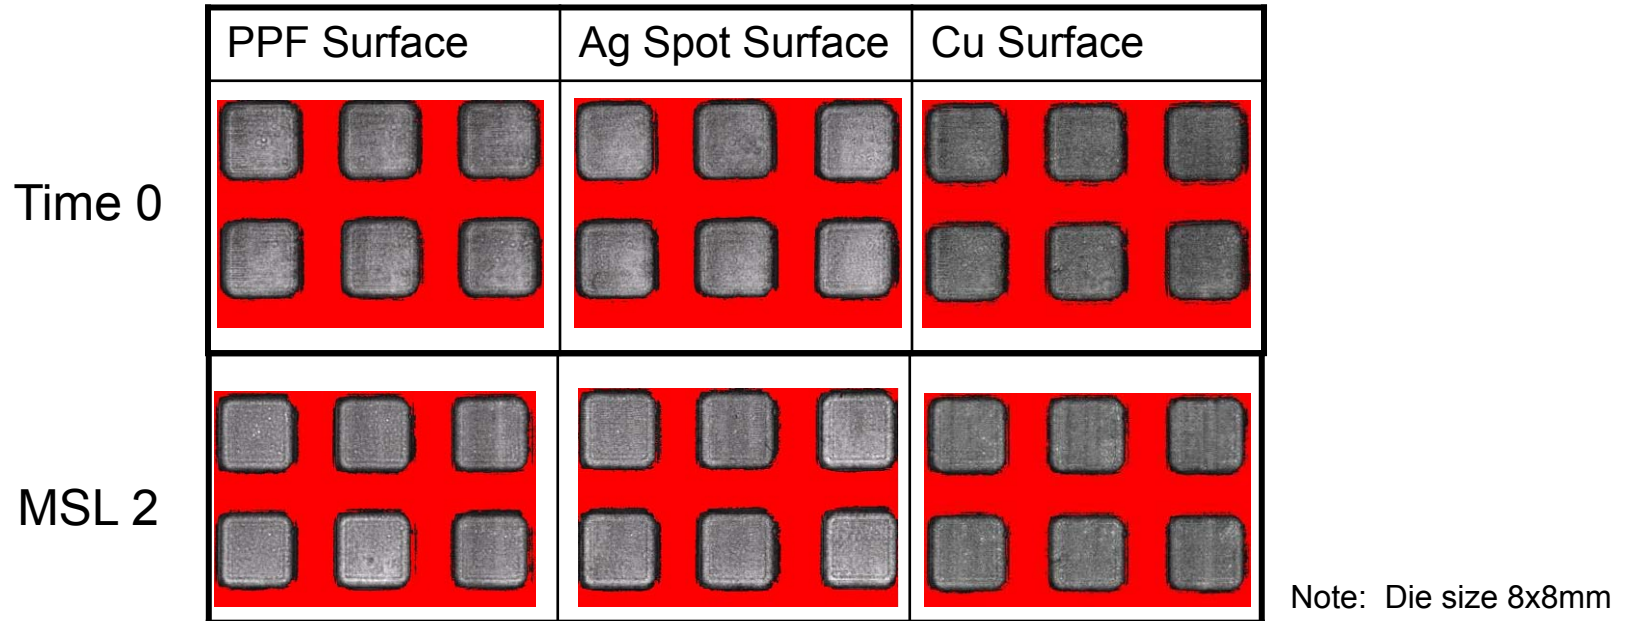 PPF Surface
Ag Spot Surface
Cu Surface
Time 0
MSL 2
Note: Die size 8x8mm